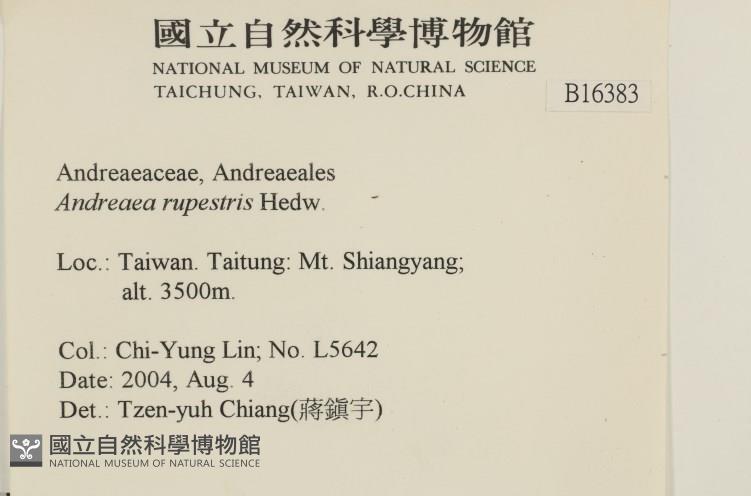 國立自然科學博物館
NATIONAL MUSEUM OF NATURAL SCIENCE
TAICHUNG, TAIWAN, R.O.CHINA
B16383
Andreaeaceae, Andreaeales
Andreaea rupestris Hedw.
Loc.: Taiwan. Taitung: Mt. Shiangyang;
alt. 3500m.
Col.: Chi-Yung Lin; No. L5642
Date: 2004, Aug. 4
Det.: Tzen-yuh Chiang(蔣鎮宇)
國立自然科學博物館
NATIONAL MUSEUM OF NATURAL SCIENCE